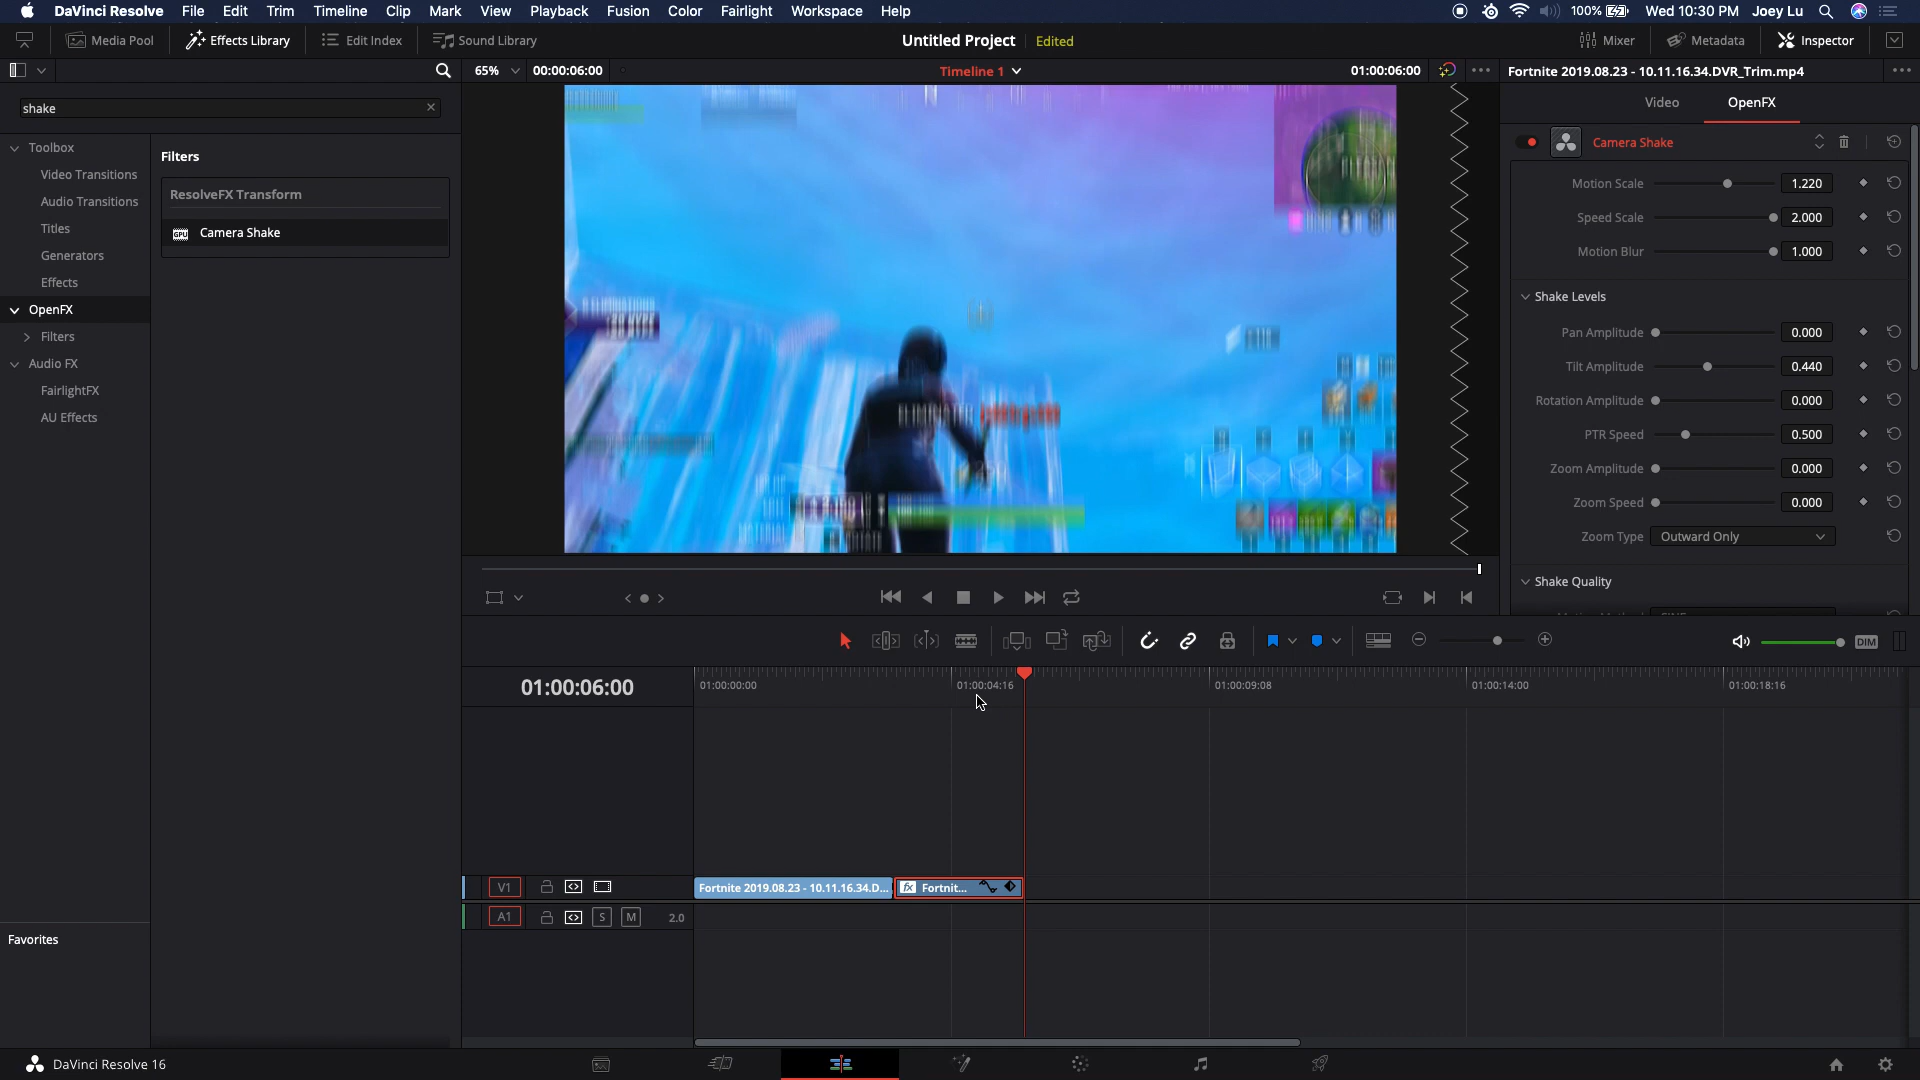 DaVinci Resolve File Edit Trim Timeline Clip Mark View Playback Fusion Color Fairlight Workspace Help 100% Wed 10:30 PM Joey Lu
Media Pool Effects Library Edit Index Sound Library Untitled Project Edited Mixer Metadata Inspector
65% 00:00:06:00 Timeline 1 01:00:06:00 Fortnite 2019.08.23 - 10.11.16.34.DVR_Trim.mp4
shake
Video OpenFX
Toolbox
Video Transitions
Audio Transitions
Titles
Generators
Effects
OpenFX
Filters
Audio FX
FairlightFX
AU Effects
Favorites
Filters
ResolveFX Transform
GPU Camera Shake
Camera Shake
Motion Scale 1.220
Speed Scale 2.000
Motion Blur 1.000
Shake Levels
Pan Amplitude 0.000
Tilt Amplitude 0.440
Rotation Amplitude 0.000
PTR Speed 0.500
Zoom Amplitude 0.000
Zoom Speed 0.000
Zoom Type Outward Only
Shake Quality
DIM
01:00:06:00 01:00:00:00 01:00:04:16 01:00:09:08 01:00:14:00 01:00:18:16
V1 Fortnite 2019.08.23 - 10.11.16.34.D... fx Fortnit...
A1 S M 2.0
DaVinci Resolve 16